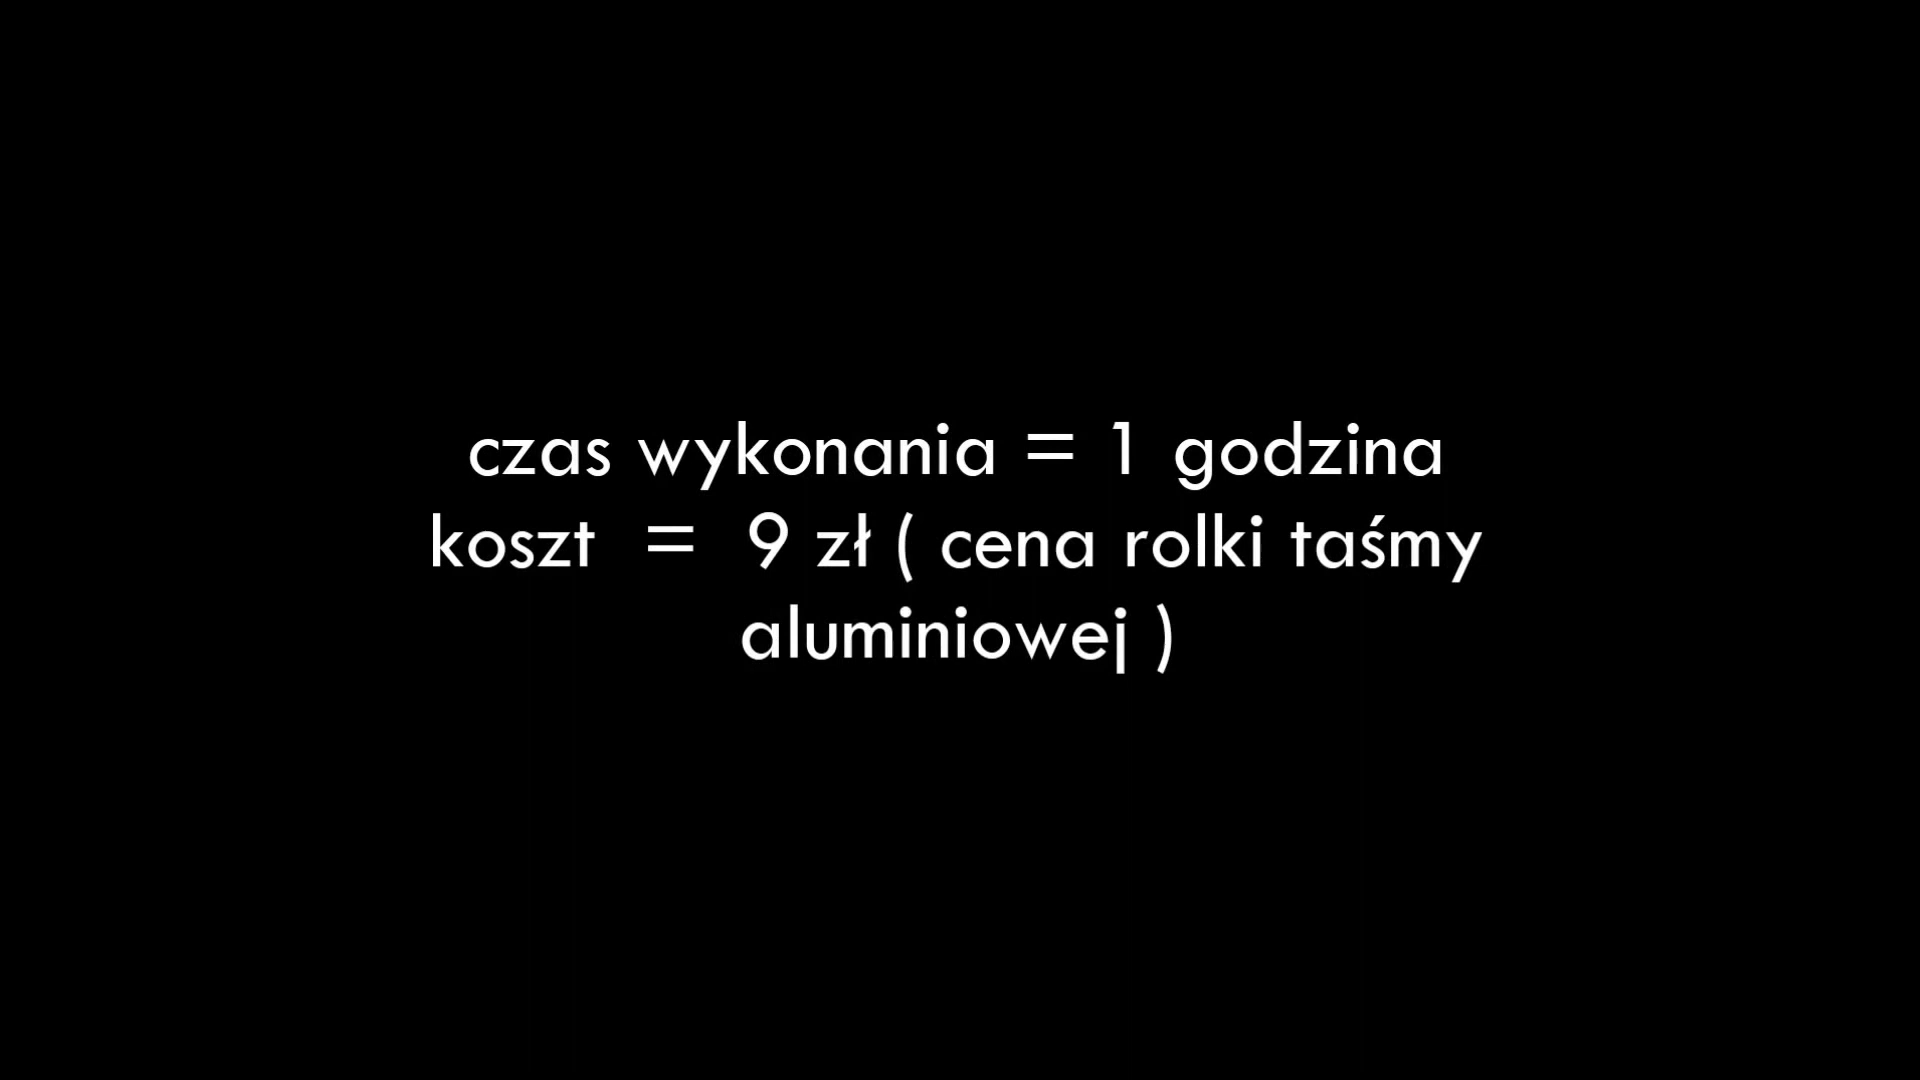 czas wykonania = 1 godzina
koszt = 9 zł ( cena rolki taśmy
aluminiowej )